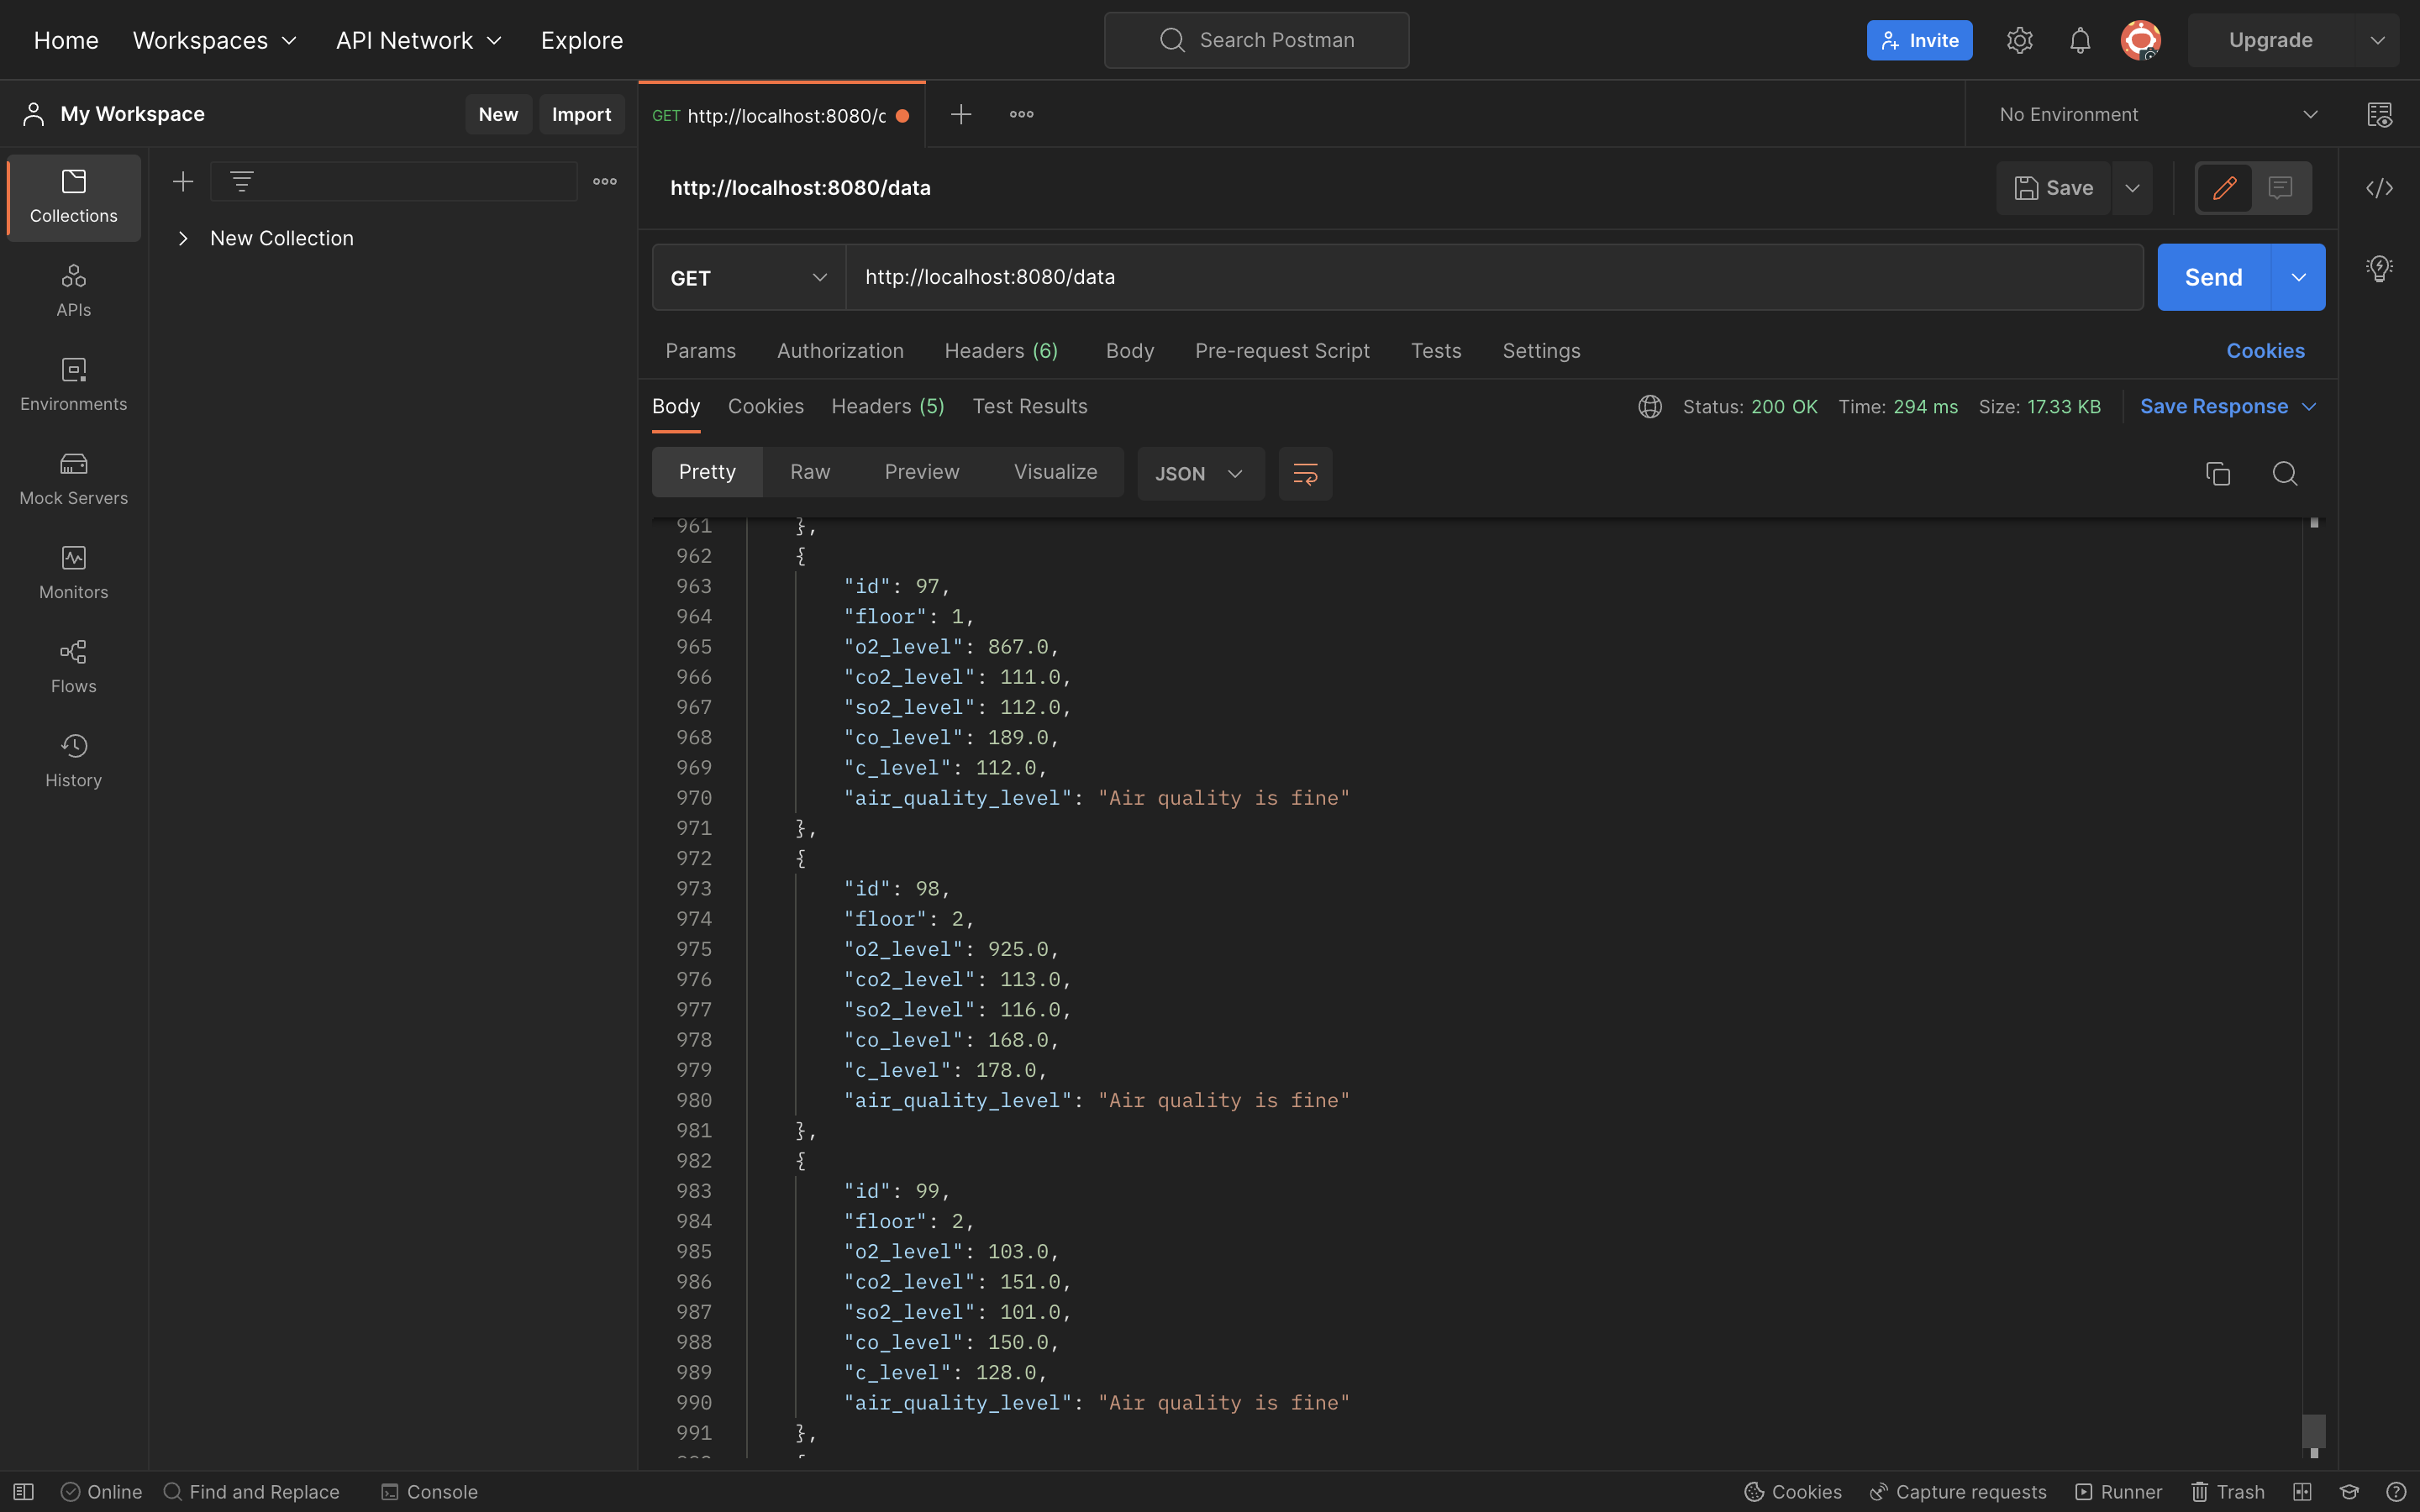 Home Workspaces API Network Explore Search Postman Invite Upgrade
My Workspace New Import GET http://localhost:8080/c No Environment
Collections
APIs
Environments
Mock Servers
Monitors
Flows
History
New Collection
http://localhost:8080/data Save
GET http://localhost:8080/data Send
Params Authorization Headers (6) Body Pre-request Script Tests Settings Cookies
Body Cookies Headers (5) Test Results Status: 200 OK Time: 294 ms Size: 17.33 KB Save Response
Pretty Raw Preview Visualize JSON
961 },
962 {
963 "id": 97,
964 "floor": 1,
965 "o2_level": 867.0,
966 "co2_level": 111.0,
967 "so2_level": 112.0,
968 "co_level": 189.0,
969 "c_level": 112.0,
970 "air_quality_level": "Air quality is fine"
971 },
972 {
973 "id": 98,
974 "floor": 2,
975 "o2_level": 925.0,
976 "co2_level": 113.0,
977 "so2_level": 116.0,
978 "co_level": 168.0,
979 "c_level": 178.0,
980 "air_quality_level": "Air quality is fine"
981 },
982 {
983 "id": 99,
984 "floor": 2,
985 "o2_level": 103.0,
986 "co2_level": 151.0,
987 "so2_level": 101.0,
988 "co_level": 150.0,
989 "c_level": 128.0,
990 "air_quality_level": "Air quality is fine"
991 },
Online Find and Replace Console Cookies Capture requests Runner Trash